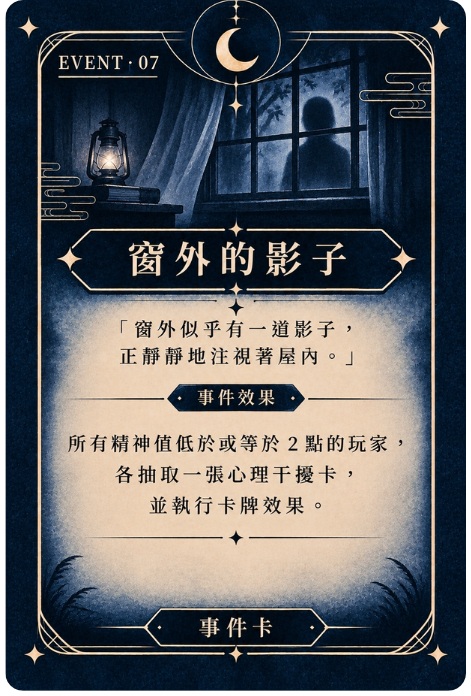 EVENT · 07
窗外的影子
「窗外似乎有一道影子，
正靜靜地注視著屋內。」
事件效果
所有精神值低於或等於 2 點的玩家，
各抽取一張心理干擾卡，
並執行卡牌效果。
事件卡